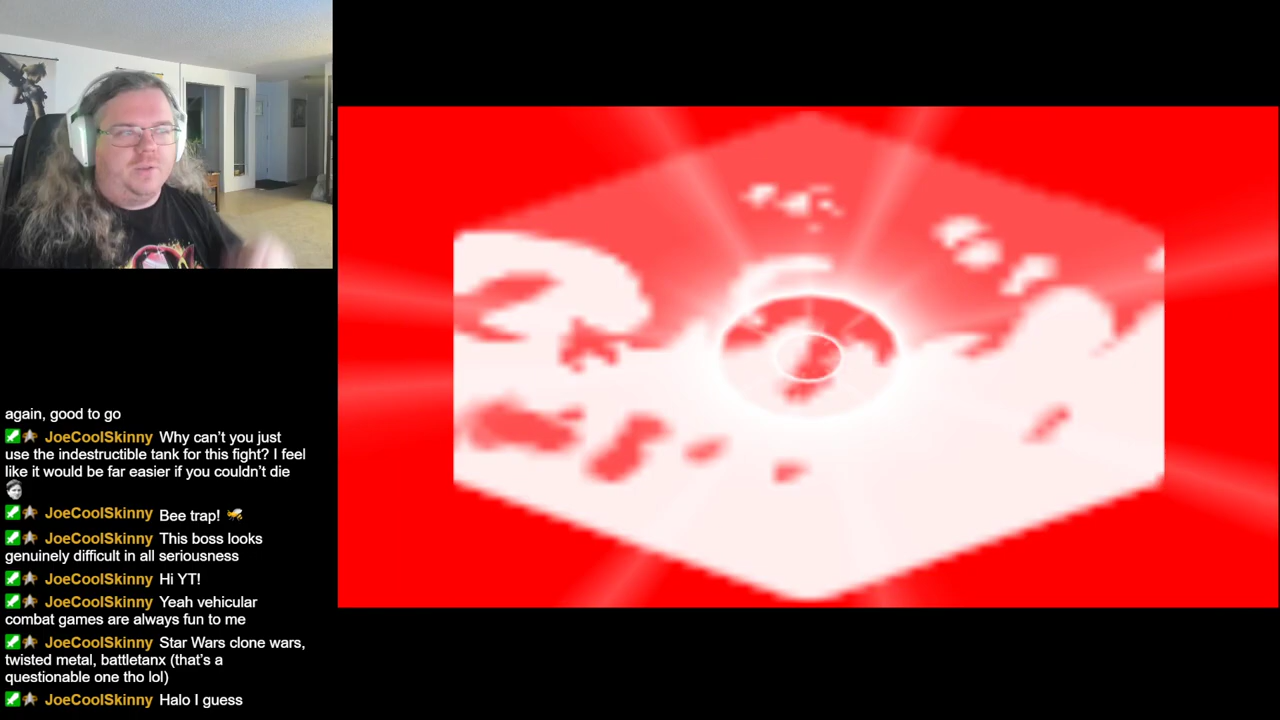 again, good to go
JoeCoolSkinny Why can't you just
use the indestructible tank for this fight? I feel
like it would be far easier if you couldn't die
JoeCoolSkinny Bee trap!
JoeCoolSkinny This boss looks
genuinely difficult in all seriousness
JoeCoolSkinny Hi YT!
JoeCoolSkinny Yeah vehicular
combat games are always fun to me
JoeCoolSkinny Star Wars clone wars,
twisted metal, battletanx (that's a
questionable one tho lol)
JoeCoolSkinny Halo I guess